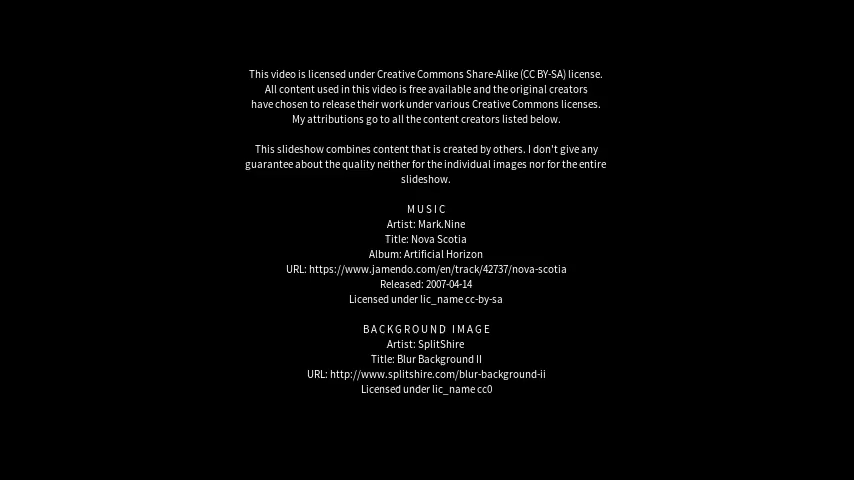 This video is licensed under Creative Commons Share-Alike (CC BY-SA) license.
All content used in this video is free available and the original creators
have chosen to release their work under various Creative Commons licenses.
My attributions go to all the content creators listed below.
This slideshow combines content that is created by others. I don't give any
guarantee about the quality neither for the individual images nor for the entire
slideshow.
MUSIC
Artist: Mark.Nine
Title: Nova Scotia
Album: Artificial Horizon
URL: https://www.jamendo.com/en/track/42737/nova-scotia
Released: 2007-04-14
Licensed under lic_name cc-by-sa
BACKGROUND IMAGE
Artist: SplitShire
Title: Blur Background II
URL: http://www.splitshire.com/blur-background-ii
Licensed under lic_name cc0